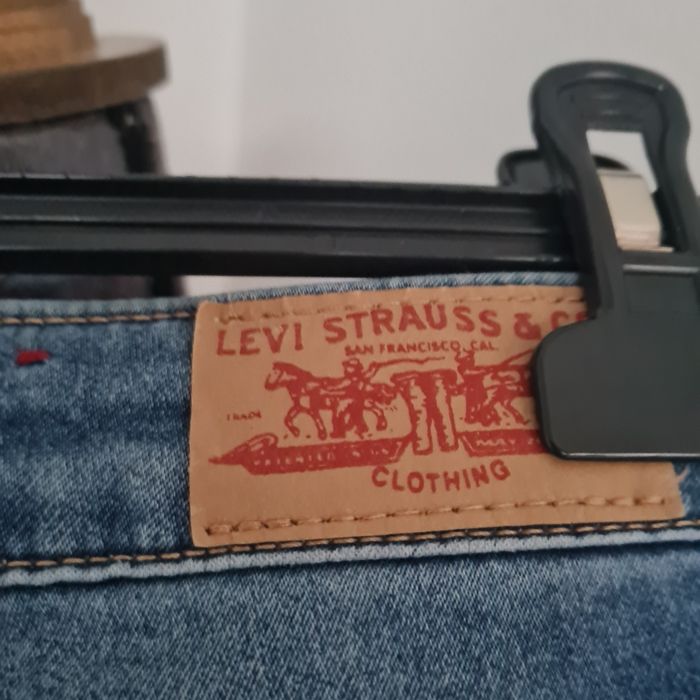 LEVI STRAUSS & C
SAN FRANCISCO, CAL.
TRADE
CLOTHING